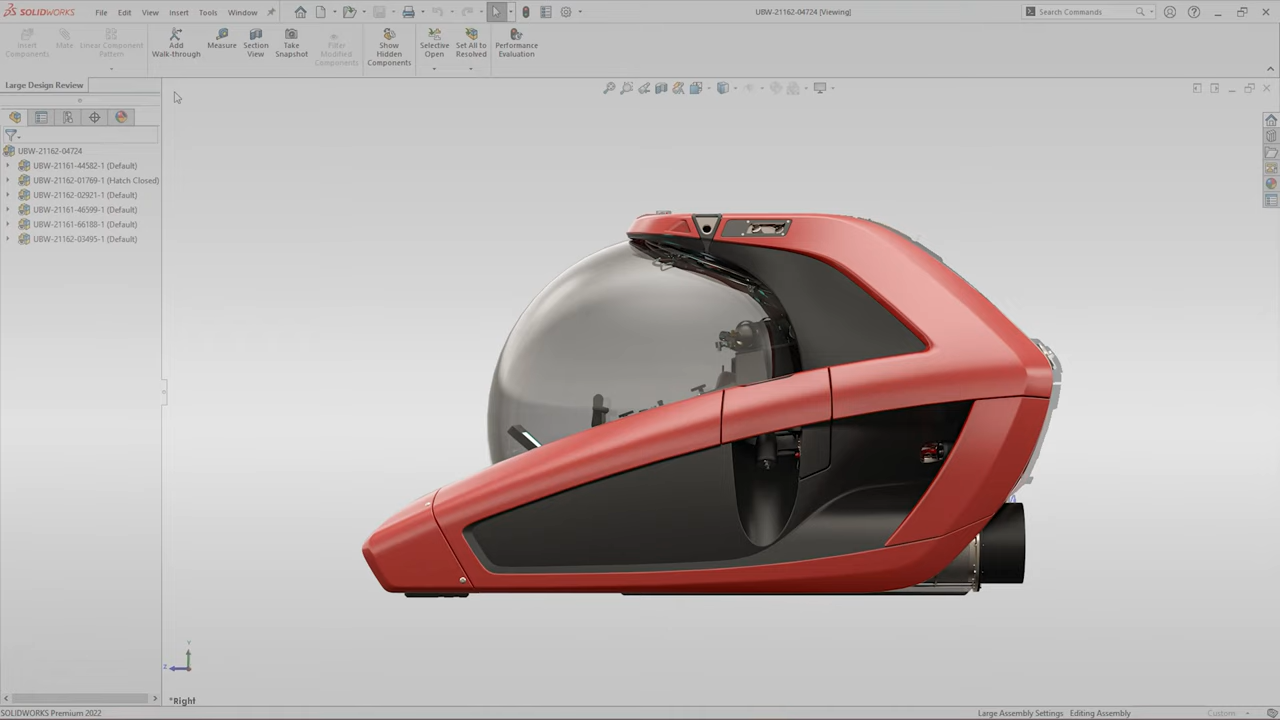 SOLIDWORKS File Edit View Insert Tools Window UBW-21162-04724 [Viewing] Search Commands
Insert Components Mate Linear Component Pattern Add Walk-through Measure Section View Take Snapshot Filter Modified Components Show Hidden Components Selective Open Set All to Resolved Performance Evaluation
Large Design Review
UBW-21162-04724
UBW-21161-44582-1 (Default)
UBW-21162-01769-1 (Hatch Closed)
UBW-21162-02921-1 (Default)
UBW-21161-46599-1 (Default)
UBW-21161-66188-1 (Default)
UBW-21162-03495-1 (Default)
Y
Z
*Right
SOLIDWORKS Premium 2022 Large Assembly Settings Editing Assembly Custom